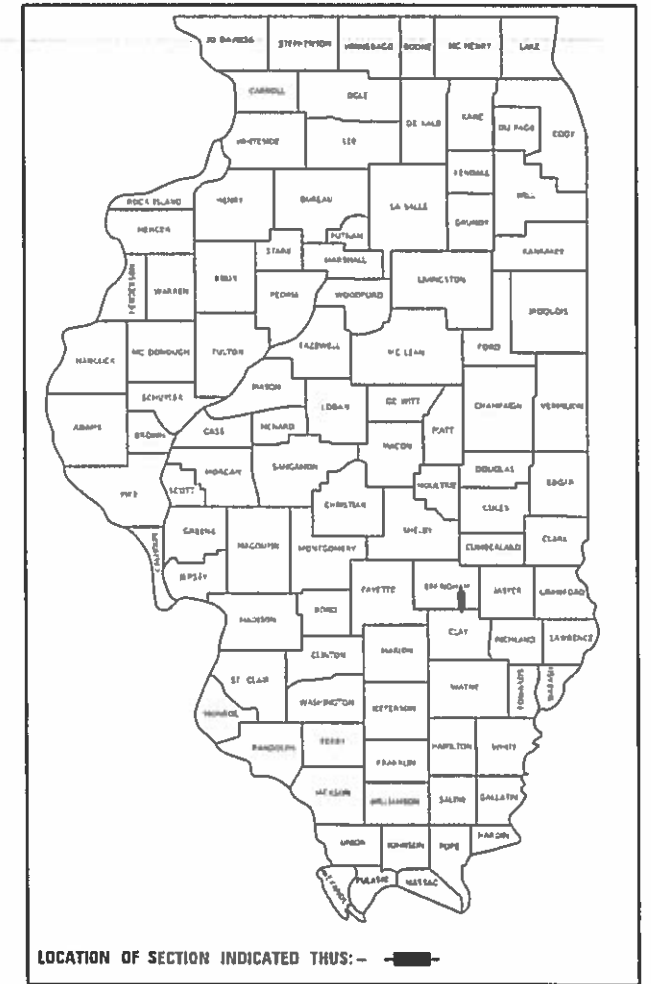 JO DAVIESS STEPHENSON WINNEBAGO BOONE MC HENRY LAKE
CARROLL OGLE DE KALB KANE DU PAGE COOK
WHITESIDE LEE KENDALL WILL
ROCK ISLAND HENRY BUREAU LA SALLE GRUNDY
MERCER STARK PUTNAM MARSHALL LIVINGSTON KANKAKEE
HENDERSON WARREN KNOX PEORIA WOODFORD IROQUOIS
HANCOCK MC DONOUGH FULTON TAZEWELL MC LEAN FORD
SCHUYLER MASON LOGAN DE WITT CHAMPAIGN VERMILION
ADAMS BROWN CASS MENARD MACON PIATT
PIKE SCOTT MORGAN SANGAMON CHRISTIAN MOULTRIE DOUGLAS EDGAR
COLES
CALHOUN GREENE MACOUPIN MONTGOMERY SHELBY CUMBERLAND CLARK
JERSEY FAYETTE EFFINGHAM JASPER CRAWFORD
MADISON BOND CLAY RICHLAND LAWRENCE
CLINTON MARION
ST. CLAIR WASHINGTON JEFFERSON WAYNE EDWARDS WABASH
MONROE RANDOLPH PERRY FRANKLIN HAMILTON WHITE
JACKSON WILLIAMSON SALINE GALLATIN
UNION JOHNSON POPE HARDIN
ALEXANDER PULASKI MASSAC
LOCATION OF SECTION INDICATED THUS:-